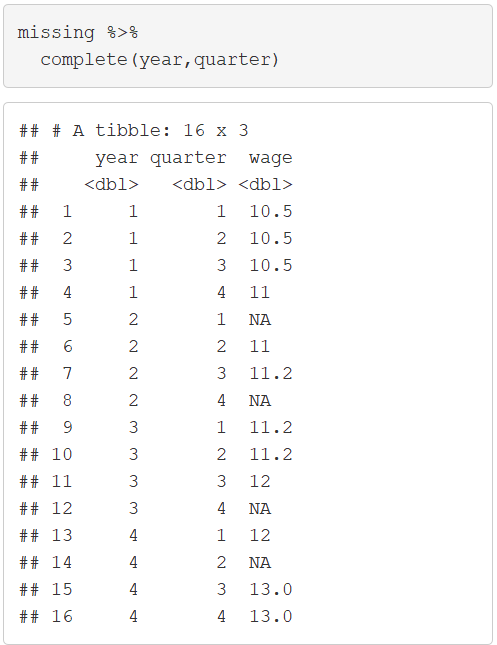 missing %>%
  complete(year,quarter)
## # A tibble: 16 x 3
##     year quarter  wage
##    <dbl>   <dbl> <dbl>
##  1     1       1  10.5
##  2     1       2  10.5
##  3     1       3  10.5
##  4     1       4  11
##  5     2       1  NA
##  6     2       2  11
##  7     2       3  11.2
##  8     2       4  NA
##  9     3       1  11.2
## 10     3       2  11.2
## 11     3       3  12
## 12     3       4  NA
## 13     4       1  12
## 14     4       2  NA
## 15     4       3  13.0
## 16     4       4  13.0